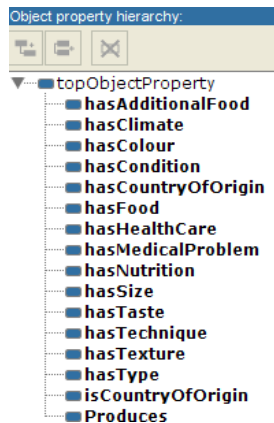 Object property hierarchy:
topObjectProperty
hasAdditionalFood
hasClimate
hasColour
hasCondition
hasCountryOfOrigin
hasFood
hasHealthCare
hasMedicalProblem
hasNutrition
hasSize
hasTaste
hasTechnique
hasTexture
hasType
isCountryOfOrigin
Produces